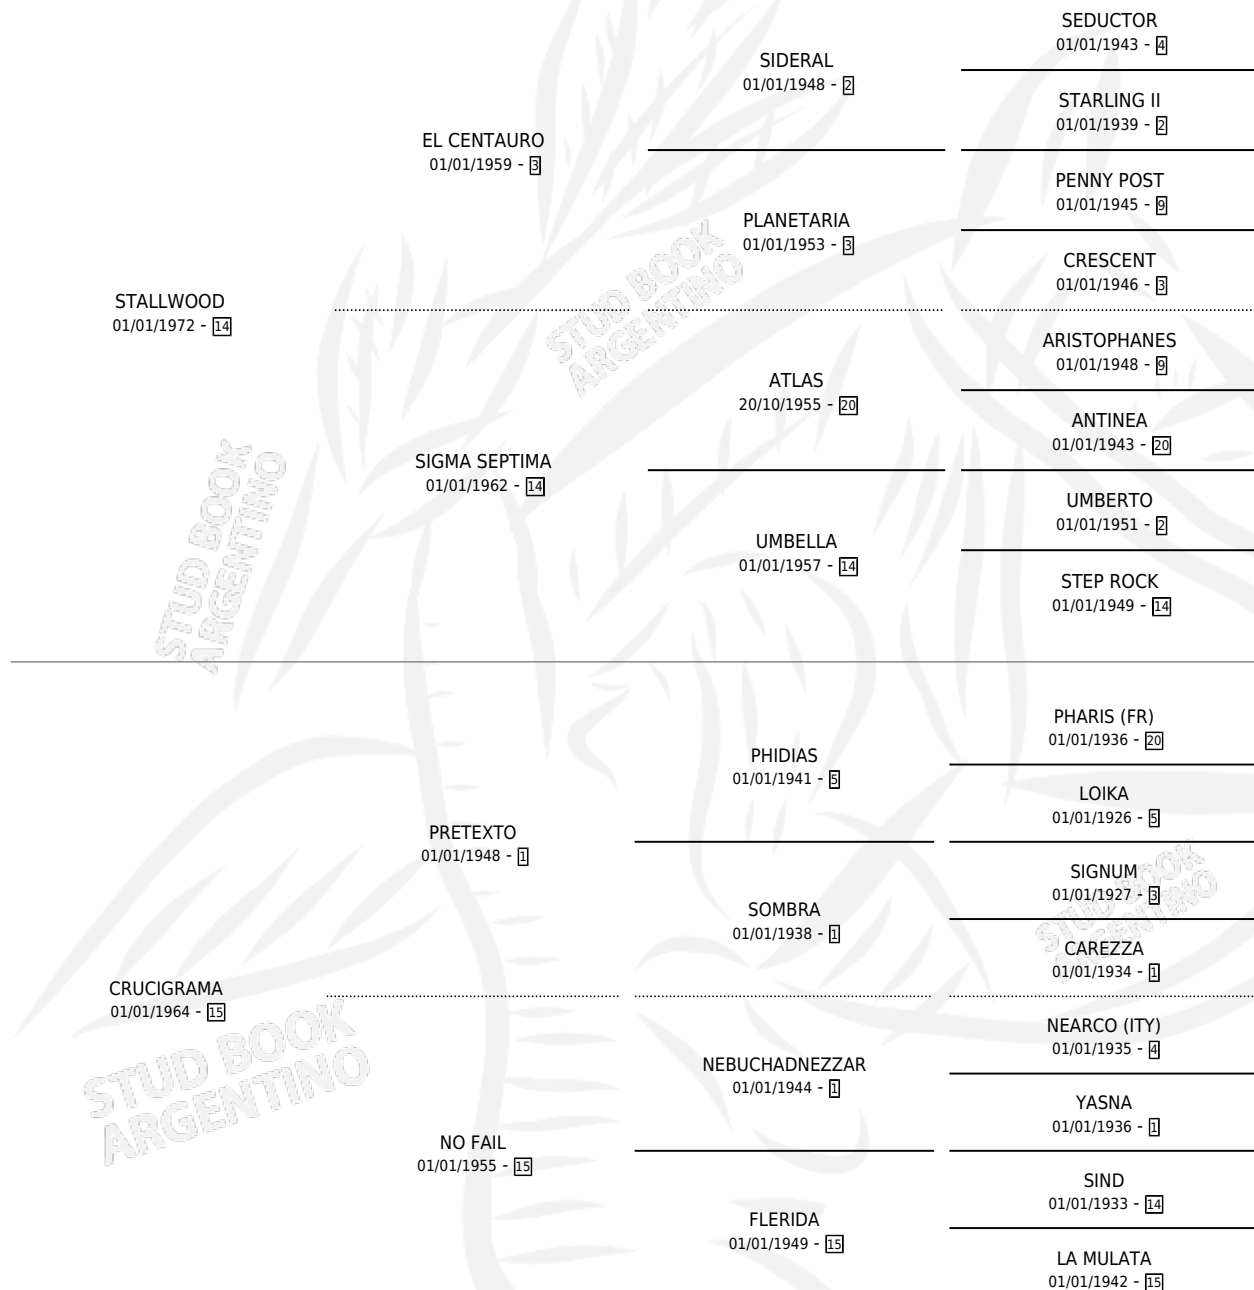 SEDUCTOR
01/01/1943 - 4
SIDERAL
01/01/1948 - 2
STARLING II
01/01/1939 - 2
EL CENTAURO
01/01/1959 - 3
PENNY POST
01/01/1945 - 9
PLANETARIA
01/01/1953 - 3
CRESCENT
01/01/1946 - 3
STALLWOOD
01/01/1972 - 14
ARISTOPHANES
01/01/1948 - 9
ATLAS
20/10/1955 - 20
ANTINEA
01/01/1943 - 20
SIGMA SEPTIMA
01/01/1962 - 14
UMBERTO
01/01/1951 - 2
UMBELLA
01/01/1957 - 14
STEP ROCK
01/01/1949 - 14
PHARIS (FR)
01/01/1936 - 20
PHIDIAS
01/01/1941 - 5
LOIKA
01/01/1926 - 5
PRETEXTO
01/01/1948 - 1
SIGNUM
01/01/1927 - 3
SOMBRA
01/01/1938 - 1
CAREZZA
01/01/1934 - 1
CRUCIGRAMA
01/01/1964 - 15
NEARCO (ITY)
01/01/1935 - 4
NEBUCHADNEZZAR
01/01/1944 - 1
YASNA
01/01/1936 - 1
NO FAIL
01/01/1955 - 15
SIND
01/01/1933 - 14
FLERIDA
01/01/1949 - 15
LA MULATA
01/01/1942 - 15
STUD BOOK
ARGENTINO
STUD BOOK
ARGENTINO
STUD BOOK
ARGENTINO
STUD BOOK
ARGENTINO